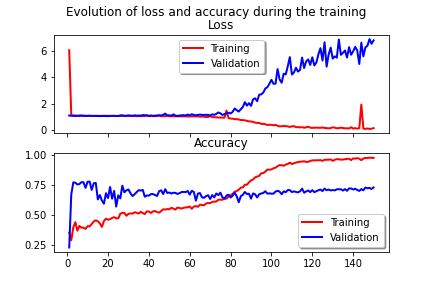 Evolution of loss and accuracy during the training
Loss
6
4
2
0
Training
Validation
Accuracy
1.00
0.75
0.50
0.25
Training
Validation
0 20 40 60 80 100 120 140